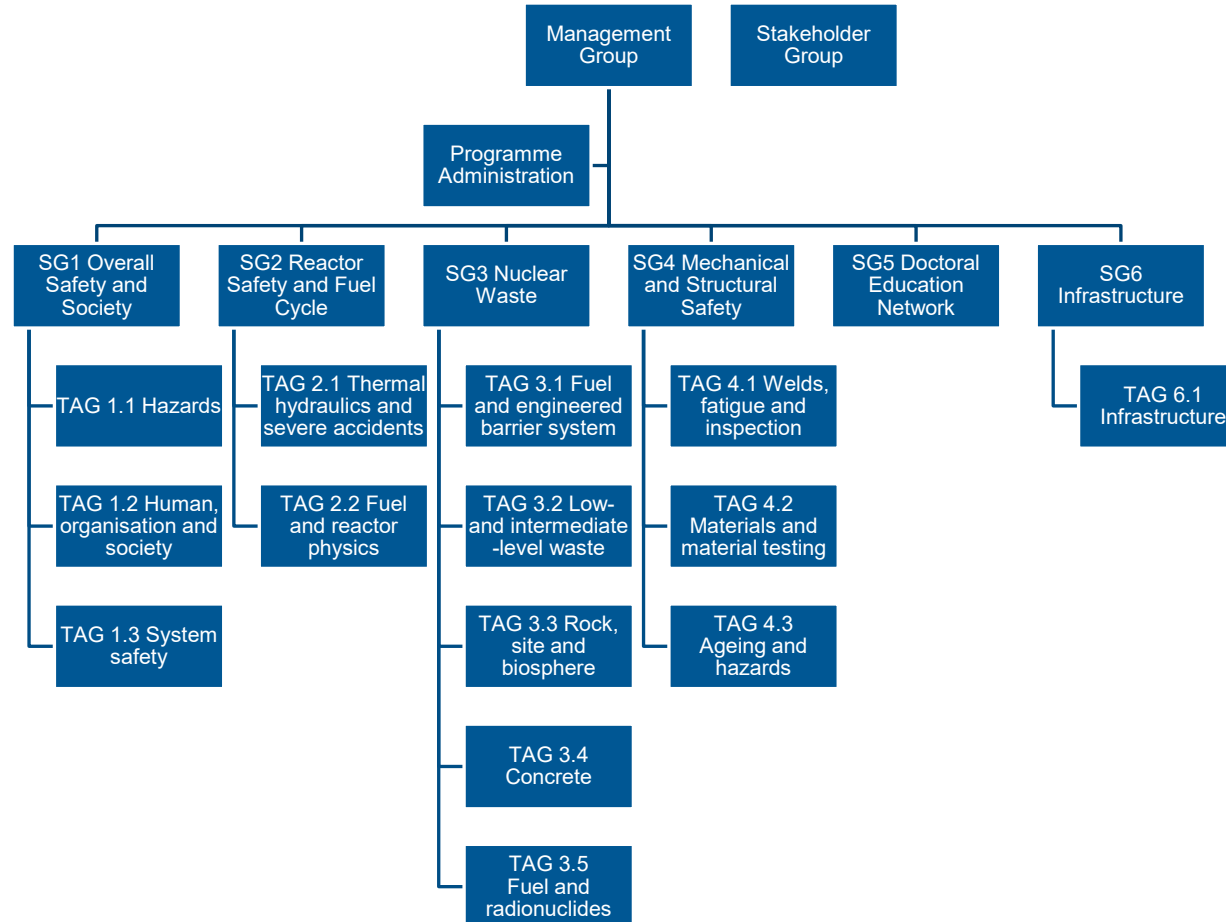 Management
Group
Stakeholder
Group
Programme
Administration
SG1 Overall
Safety and
Society
SG2 Reactor
Safety and Fuel
Cycle
SG3 Nuclear
Waste
SG4 Mechanical
and Structural
Safety
SG5 Doctoral
Education
Network
SG6
Infrastructure
TAG 1.1 Hazards
TAG 1.2 Human,
organisation and
society
TAG 1.3 System
safety
TAG 2.1 Thermal
hydraulics and
severe accidents
TAG 2.2 Fuel
and reactor
physics
TAG 3.1 Fuel
and engineered
barrier system
TAG 3.2 Low-
and intermediate
-level waste
TAG 3.3 Rock,
site and
biosphere
TAG 3.4
Concrete
TAG 3.5
Fuel and
radionuclides
TAG 4.1 Welds,
fatigue and
inspection
TAG 4.2
Materials and
material testing
TAG 4.3
Ageing and
hazards
TAG 6.1
Infrastructure